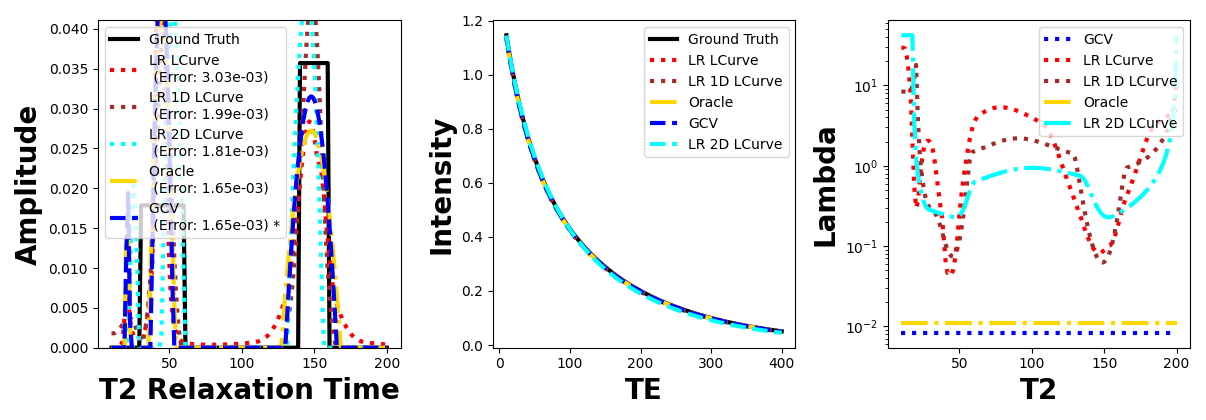 0.040
0.035
0.030
0.025
0.020
0.015
0.010
0.005
0.000
50
100
150
200
Amplitude
T2 Relaxation Time
Ground Truth
LR LCurve
(Error: 3.03e-03)
LR 1D LCurve
(Error: 1.99e-03)
LR 2D LCurve
(Error: 1.81e-03)
Oracle
(Error: 1.65e-03)
GCV
(Error: 1.65e-03) *
1.2
1.0
0.8
0.6
0.4
0.2
0.0
0
100
200
300
400
Intensity
TE
Ground Truth
LR LCurve
LR 1D LCurve
Oracle
GCV
LR 2D LCurve
10¹
10⁰
10⁻¹
10⁻²
50
100
150
200
Lambda
T2
GCV
LR LCurve
LR 1D LCurve
Oracle
LR 2D LCurve